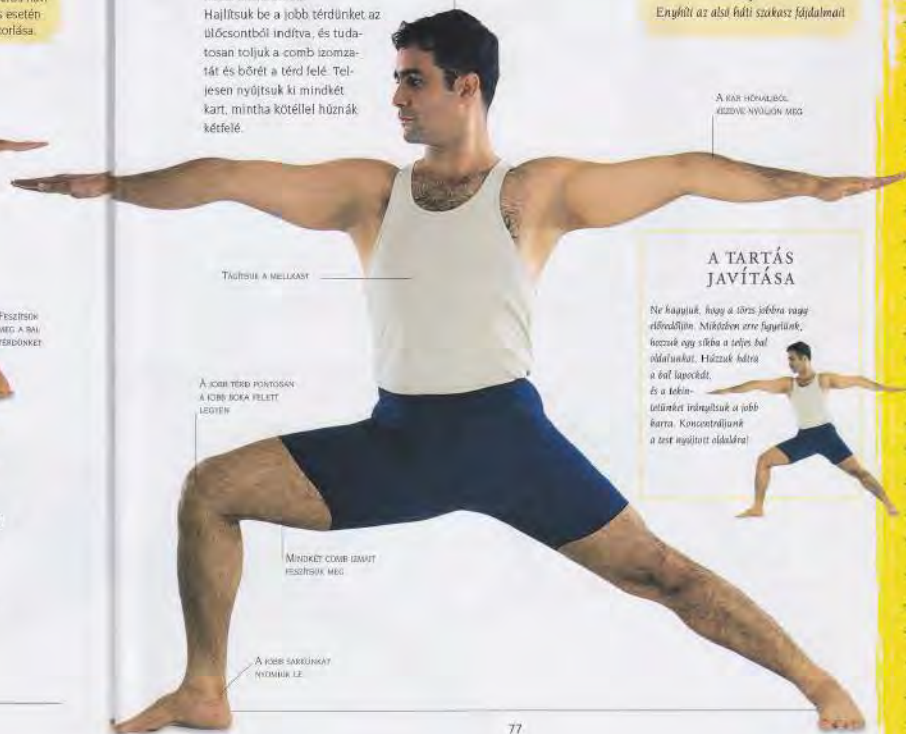 s esetén
torlása.
Hajlítsuk be a jobb térdünket az
ülőcsontból indítva, és tuda-
tosan toljuk a comb izomza-
tát és bőrét a térd felé. Tel-
jesen nyújtsuk ki mindkét
kart, mintha kötéllel húznák
kétfelé.
Enyhíti az alsó háti szakasz fájdalmait
A KAR HÓNALJBÓL
KEZDVE NYÚLJON MEG
TÁGÍTSUK A MELLKAST
FESZÍTSÜK
MEG A BAL
TÉRDÜNKET
A JOBB TÉRD PONTOSAN
A JOBB BOKA FELETT
LEGYEN
MINDKÉT COMB IZMAIT
FESZÍTSÜK MEG
A JOBB SARKUNKAT
NYOMJUK LE
A TARTÁS
JAVÍTÁSA
Ne hagyjuk, hogy a törzs jobbra vagy
előredőljön. Miközben erre figyelünk,
hozzuk egy síkba a teljes bal
oldalunkat. Húzzuk hátra
a bal lapockát,
és a tekin-
tetünket irányítsuk a jobb
karra. Koncentráljunk
a test nyújtott oldalára!
77